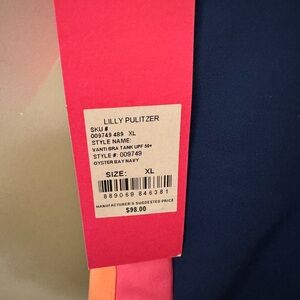 LILLY PULITZER
SKU #
009749 489 XL
STYLE NAME:
VANTI BRA TANK UPF 50+
STYLE #: 009749
OYSTER BAY NAVY
SIZE: XL
889069 846381
MANUFACTURER'S SUGGESTED PRICE
$98.00